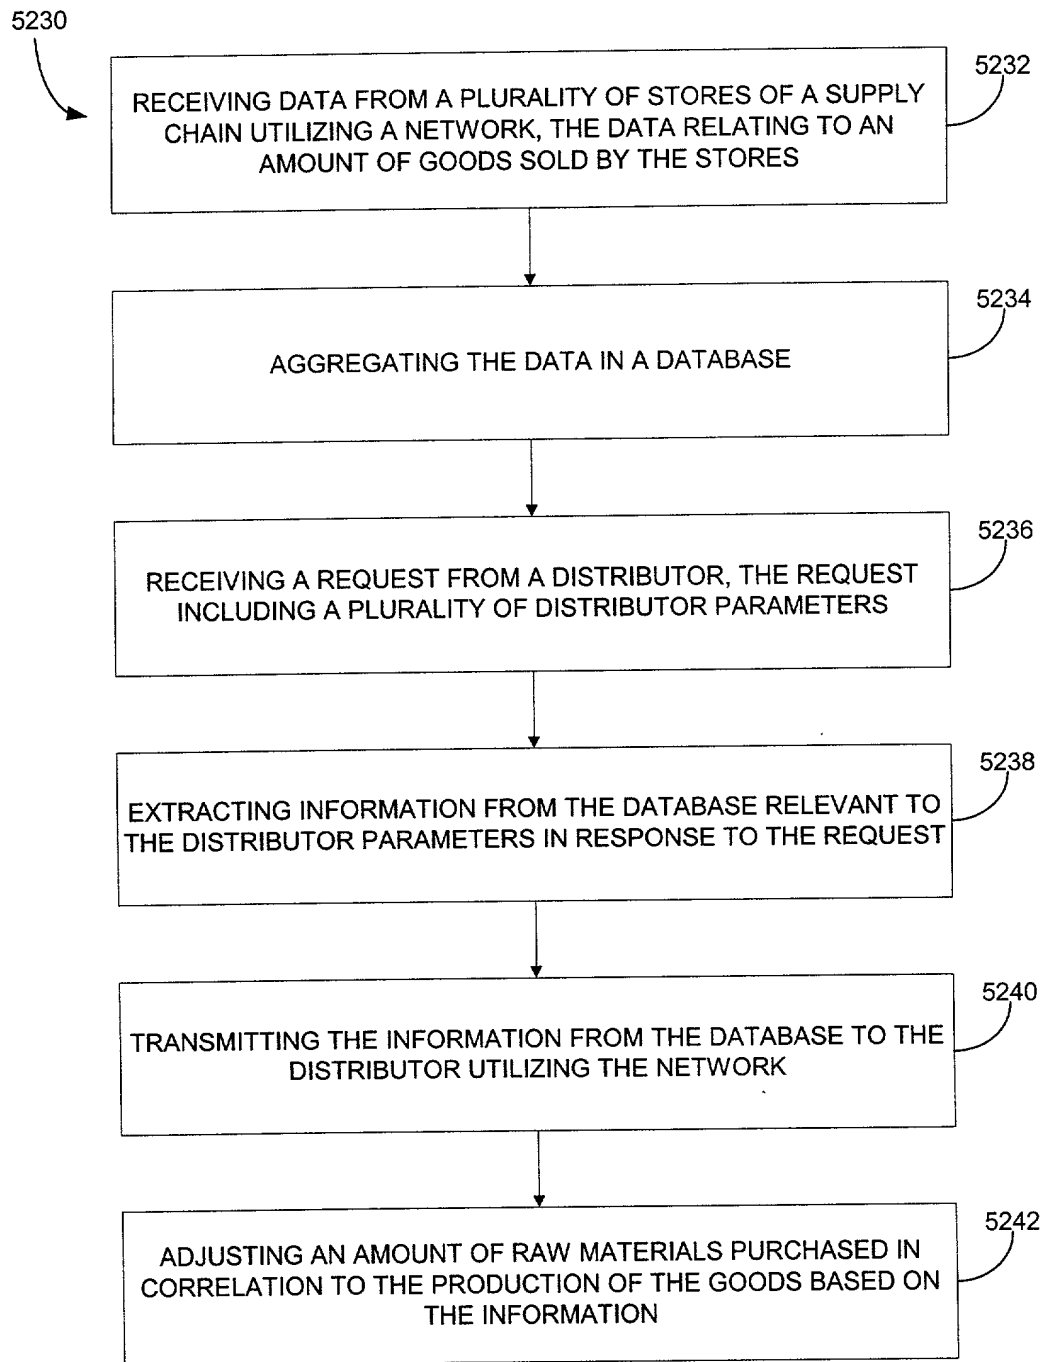 5230
5232
RECEIVING DATA FROM A PLURALITY OF STORES OF A SUPPLY
CHAIN UTILIZING A NETWORK, THE DATA RELATING TO AN
AMOUNT OF GOODS SOLD BY THE STORES
5234
AGGREGATING THE DATA IN A DATABASE
5236
RECEIVING A REQUEST FROM A DISTRIBUTOR, THE REQUEST
INCLUDING A PLURALITY OF DISTRIBUTOR PARAMETERS
5238
EXTRACTING INFORMATION FROM THE DATABASE RELEVANT TO
THE DISTRIBUTOR PARAMETERS IN RESPONSE TO THE REQUEST
5240
TRANSMITTING THE INFORMATION FROM THE DATABASE TO THE
DISTRIBUTOR UTILIZING THE NETWORK
5242
ADJUSTING AN AMOUNT OF RAW MATERIALS PURCHASED IN
CORRELATION TO THE PRODUCTION OF THE GOODS BASED ON
THE INFORMATION